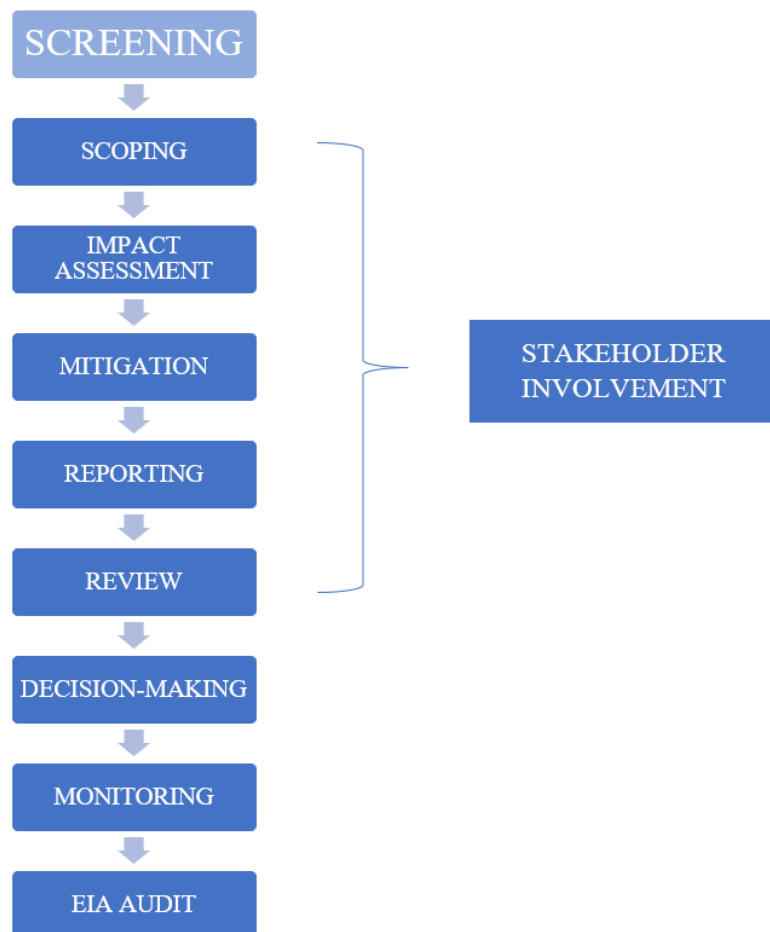 SCREENING
SCOPING
IMPACT
ASSESSMENT
MITIGATION
REPORTING
REVIEW
DECISION-MAKING
MONITORING
EIA AUDIT
STAKEHOLDER
INVOLVEMENT